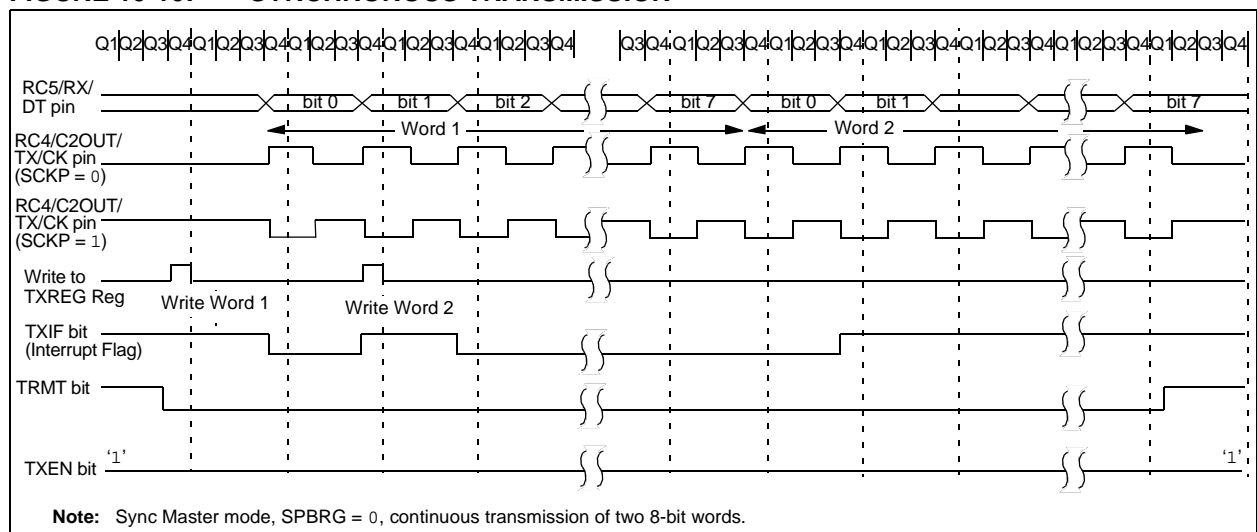 Q1 Q2 Q3 Q4 Q1 Q2 Q3 Q4 Q1 Q2 Q3 Q4 Q1 Q2 Q3 Q4 Q1 Q2 Q3 Q4 Q3 Q4 Q1 Q2 Q3 Q4 Q1 Q2 Q3 Q4 Q1 Q2 Q3 Q4 Q1 Q2 Q3 Q4 Q1 Q2 Q3 Q4 Q1 Q2 Q3 Q4
RC5/RX/
DT pin
bit 0 bit 1 bit 2 bit 7 bit 0 bit 1 bit 7
Word 1 Word 2
RC4/C2OUT/
TX/CK pin
(SCKP = 0)
RC4/C2OUT/
TX/CK pin
(SCKP = 1)
Write to
TXREG Reg
Write Word 1 Write Word 2
TXIF bit
(Interrupt Flag)
TRMT bit
'1' '1'
TXEN bit
Note: Sync Master mode, SPBRG = 0, continuous transmission of two 8-bit words.